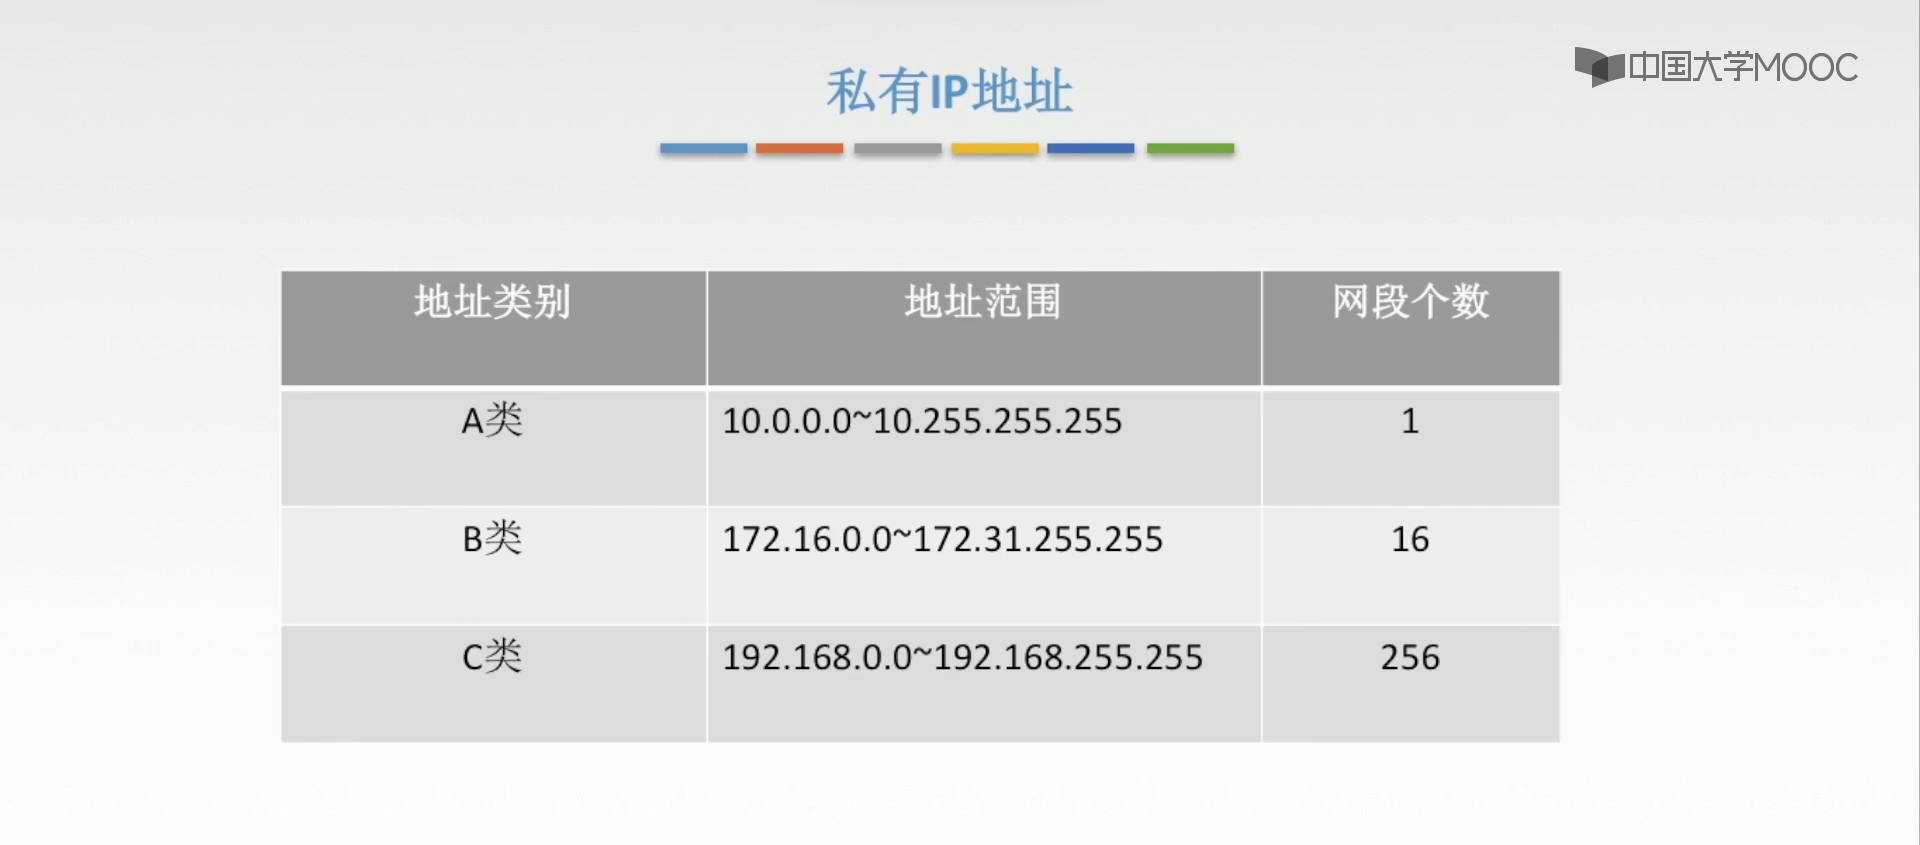 中国大学MOOC
私有IP地址
地址类别 地址范围 网段个数
A类 10.0.0.0~10.255.255.255 1
B类 172.16.0.0~172.31.255.255 16
C类 192.168.0.0~192.168.255.255 256